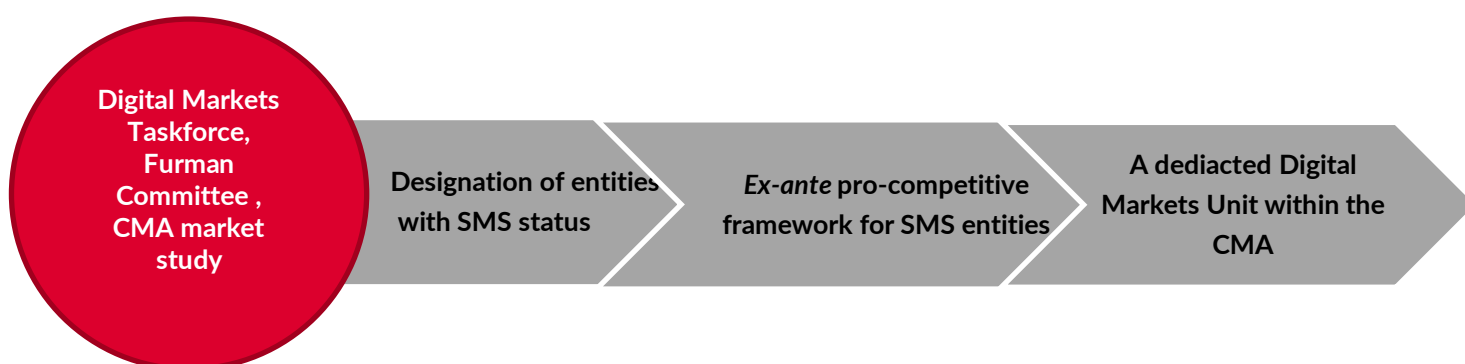 Digital Markets
Taskforce,
Furman
Committee ,
CMA market
study
Designation of entities
with SMS status
Ex-ante pro-competitive
framework for SMS entities
A dediacted Digital
Markets Unit within the
CMA